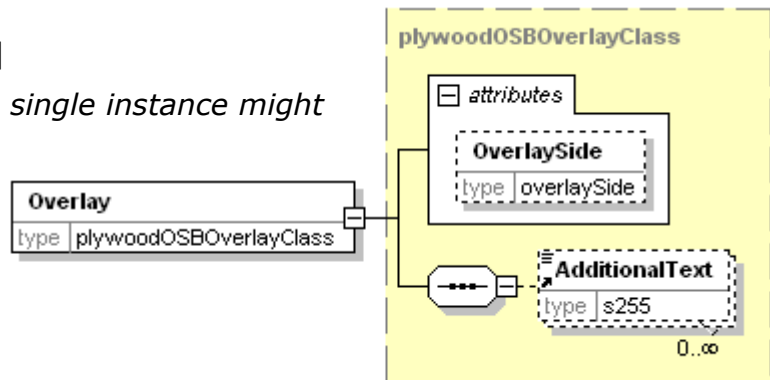 plywoodOSBOverlayClass
single instance might
attributes
OverlaySide
type overlaySide
Overlay
type plywoodOSBOverlayClass
AdditionalText
type s255
0..∞